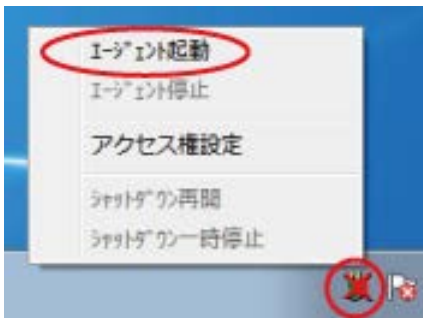 ｴｰｼﾞｪﾝﾄ起動
ｴｰｼﾞｪﾝﾄ停止
アクセス権設定
ｼｬｯﾄﾀﾞｳﾝ再開
ｼｬｯﾄﾀﾞｳﾝ一時停止